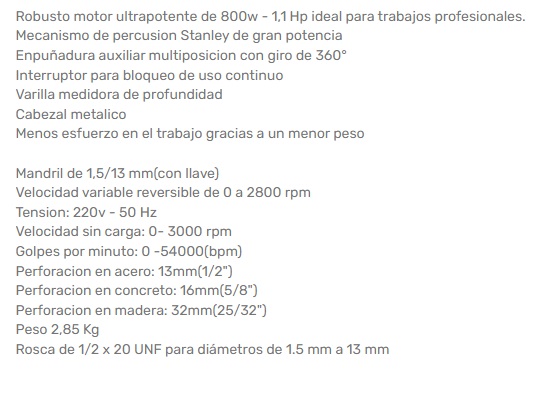 Robusto motor ultrapotente de 800w - 1,1 Hp ideal para trabajos profesionales.
Mecanismo de percusion Stanley de gran potencia
Empuñadura auxiliar multiposicion con giro de 360°
Interruptor para bloqueo de uso continuo
Varilla medidora de profundidad
Cabezal metalico
Menos esfuerzo en el trabajo gracias a un menor peso
Mandril de 1,5/13 mm(con llave)
Velocidad variable reversible de 0 a 2800 rpm
Tension: 220v - 50 Hz
Velocidad sin carga: 0- 3000 rpm
Golpes por minuto: 0 -54000(bpm)
Perforacion en acero: 13mm(1/2")
Perforacion en concreto: 16mm(5/8")
Perforacion en madera: 32mm(25/32")
Peso 2,85 Kg
Rosca de 1/2 x 20 UNF para diámetros de 1.5 mm a 13 mm